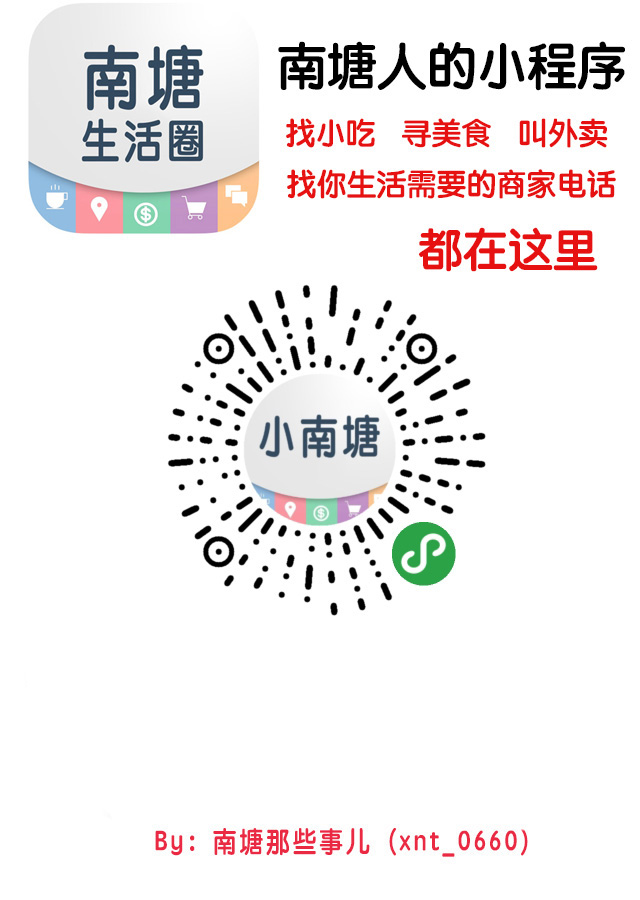 南塘
生活圈
南塘人的小程序
找小吃 寻美食 叫外卖
找你生活需要的商家电话
都在这里
小南塘
By：南塘那些事儿（xnt_0660）